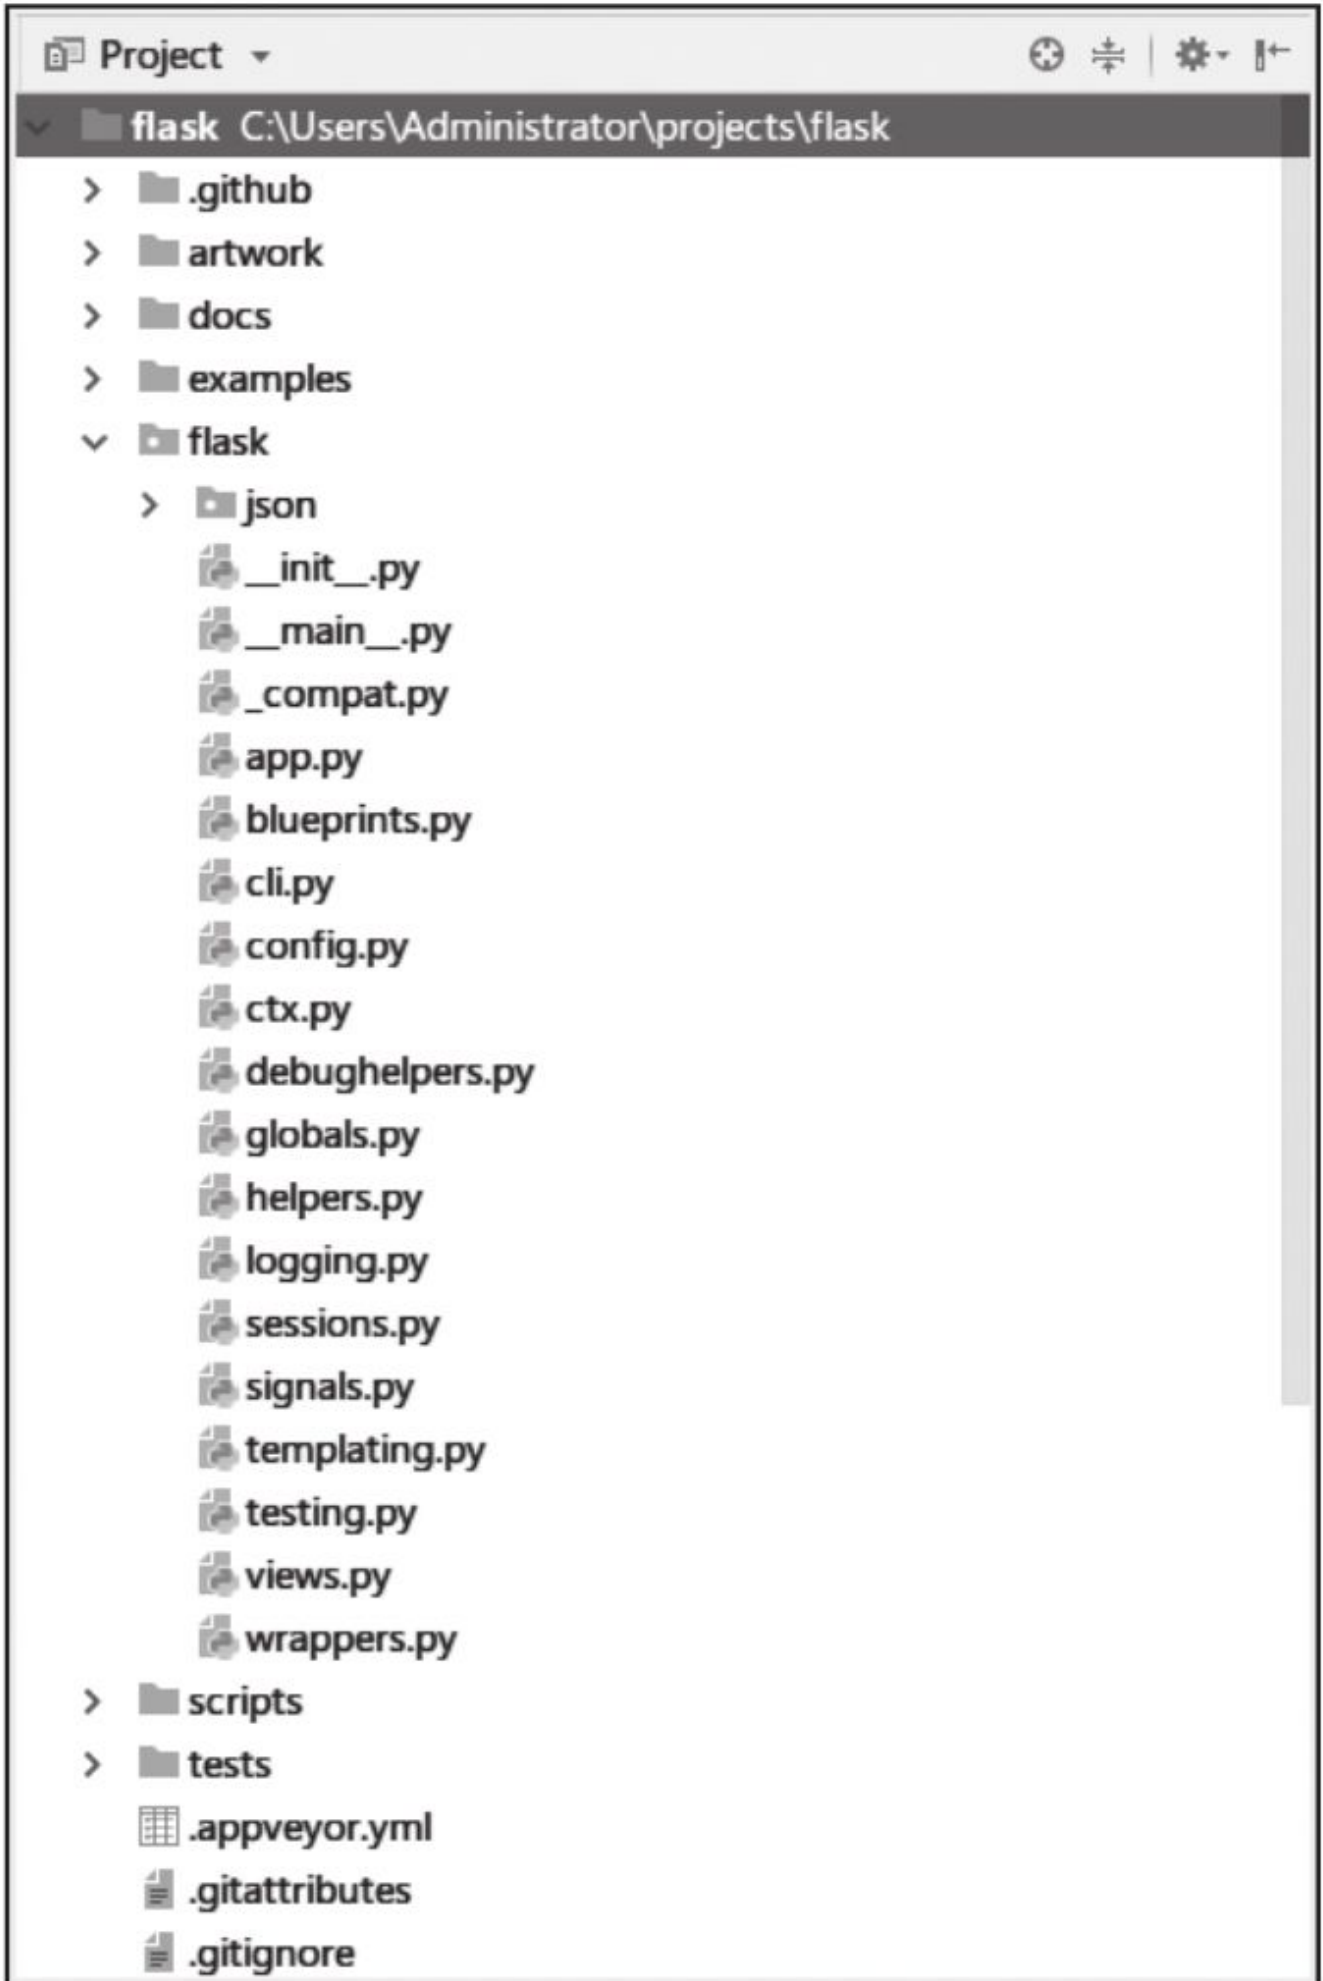 Project
flask C:\Users\Administrator\projects\flask
.github
artwork
docs
examples
flask
json
__init__.py
__main__.py
_compat.py
app.py
blueprints.py
cli.py
config.py
ctx.py
debughelpers.py
globals.py
helpers.py
logging.py
sessions.py
signals.py
templating.py
testing.py
views.py
wrappers.py
scripts
tests
.appveyor.yml
.gitattributes
.gitignore